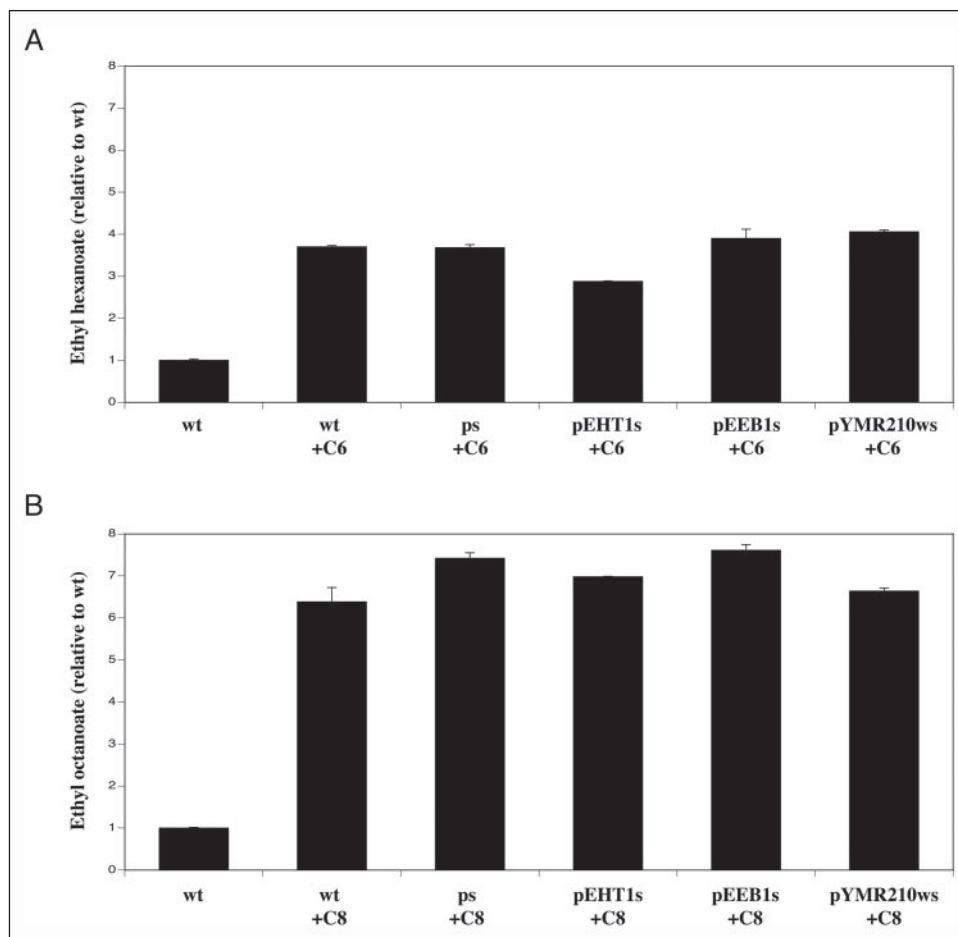 A
Ethyl hexanoate (relative to wt)
8
7
6
5
4
3
2
1
0
wt
wt
+C6
ps
+C6
pEHT1s
+C6
pEEB1s
+C6
pYMR210ws
+C6
B
Ethyl octanoate (relative to wt)
8
7
6
5
4
3
2
1
0
wt
wt
+C8
ps
+C8
pEHT1s
+C8
pEEB1s
+C8
pYMR210ws
+C8